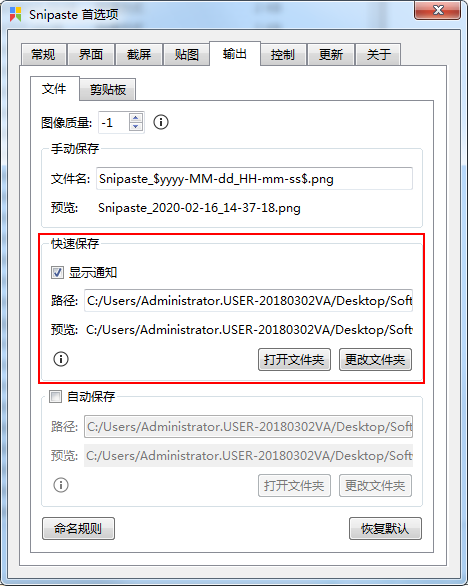 Snipaste 首选项
常规 界面 截屏 贴图 输出 控制 更新 关于
文件 剪贴板
图像质量: -1
手动保存
文件名: Snipaste_$yyyy-MM-dd_HH-mm-ss$.png
预览: Snipaste_2020-02-16_14-37-18.png
快速保存
显示通知
路径: C:/Users/Administrator.USER-20180302VA/Desktop/Soft
预览: C:/Users/Administrator.USER-20180302VA/Desktop/Soft
打开文件夹 更改文件夹
自动保存
路径: C:/Users/Administrator.USER-20180302VA/Desktop/Soft
预览: C:/Users/Administrator.USER-20180302VA/Desktop/Soft
打开文件夹 更改文件夹
命名规则 恢复默认